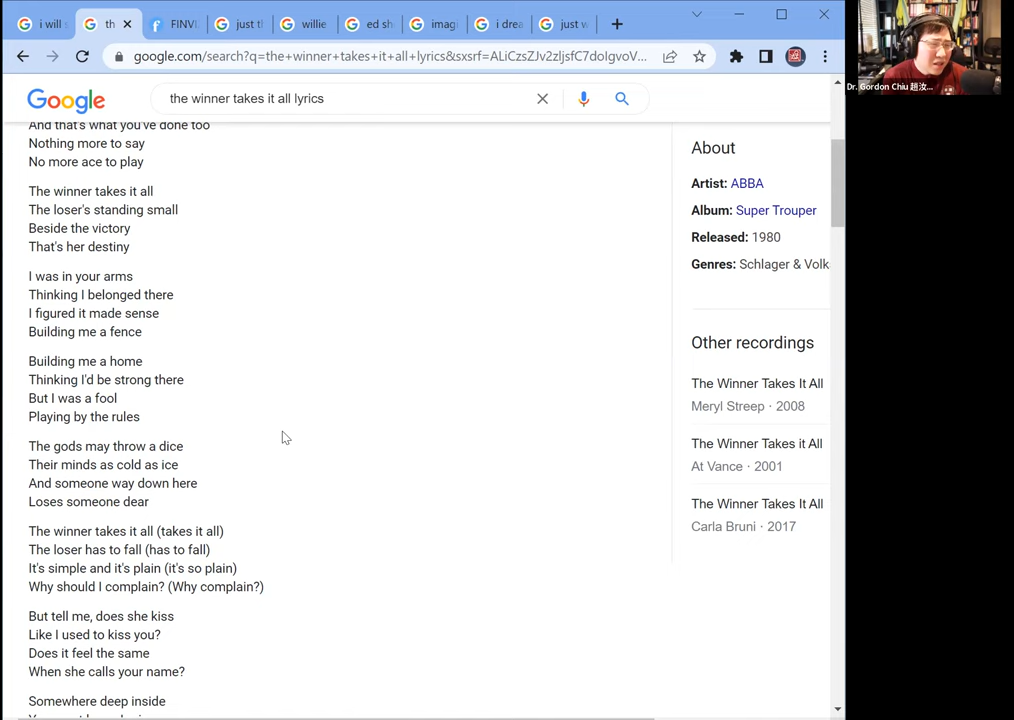 i will
th
FINVI
just tl
willie
ed sh
imagi
i drea
just w
google.com/search?q=the+winner+takes+it+all+lyrics&sxsrf=ALiCzsZJv2zljsfC7doIgvoV...
Google
the winner takes it all lyrics
Dr. Gordon Chiu 趙汝...
And that's what you've done too
Nothing more to say
No more ace to play
The winner takes it all
The loser's standing small
Beside the victory
That's her destiny
I was in your arms
Thinking I belonged there
I figured it made sense
Building me a fence
Building me a home
Thinking I'd be strong there
But I was a fool
Playing by the rules
The gods may throw a dice
Their minds as cold as ice
And someone way down here
Loses someone dear
The winner takes it all (takes it all)
The loser has to fall (has to fall)
It's simple and it's plain (it's so plain)
Why should I complain? (Why complain?)
But tell me, does she kiss
Like I used to kiss you?
Does it feel the same
When she calls your name?
Somewhere deep inside
About
Artist: ABBA
Album: Super Trouper
Released: 1980
Genres: Schlager & Volk
Other recordings
The Winner Takes It All
Meryl Streep · 2008
The Winner Takes it All
At Vance · 2001
The Winner Takes It All
Carla Bruni · 2017